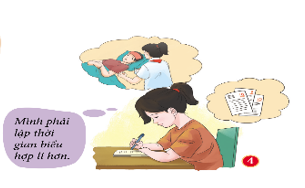 Mình phải
lập thời
gian biểu
hợp lí hơn.
4